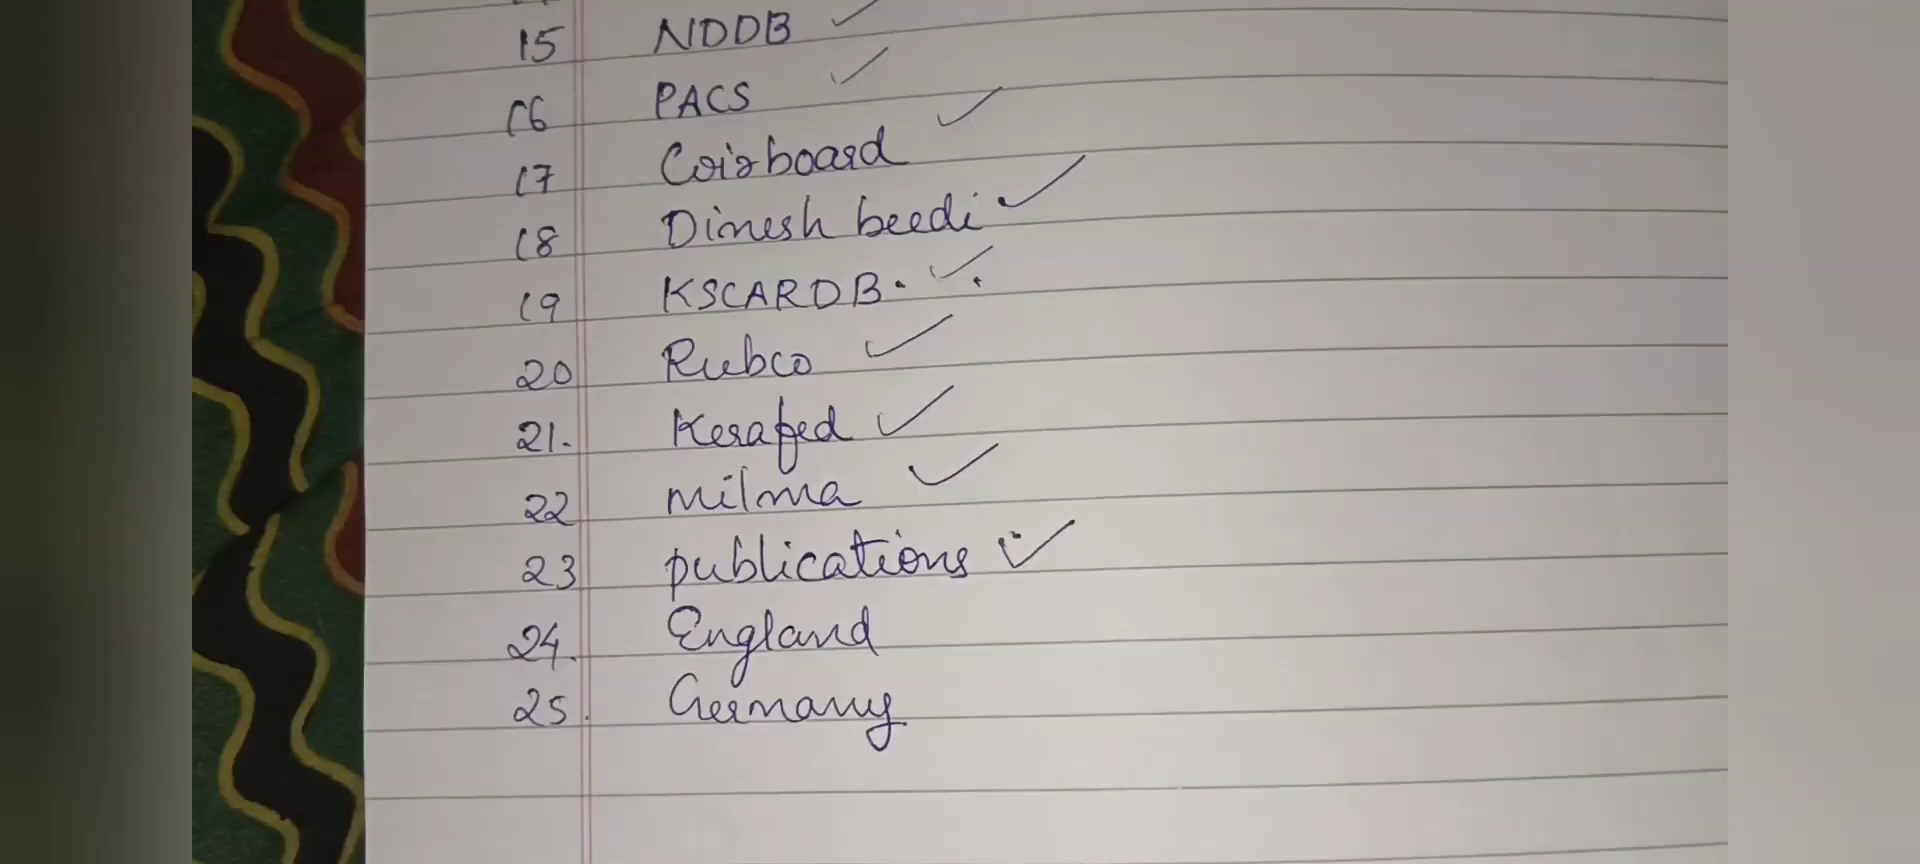 15 NDDB ✓
16 PACS ✓
17 Coirboard ✓
18 Dinesh beedi ✓
19 KSCARDB. ✓
20 Rubco ✓
21. Kerafed ✓
22 milma ✓
23 publications ✓
24. England
25. Germany